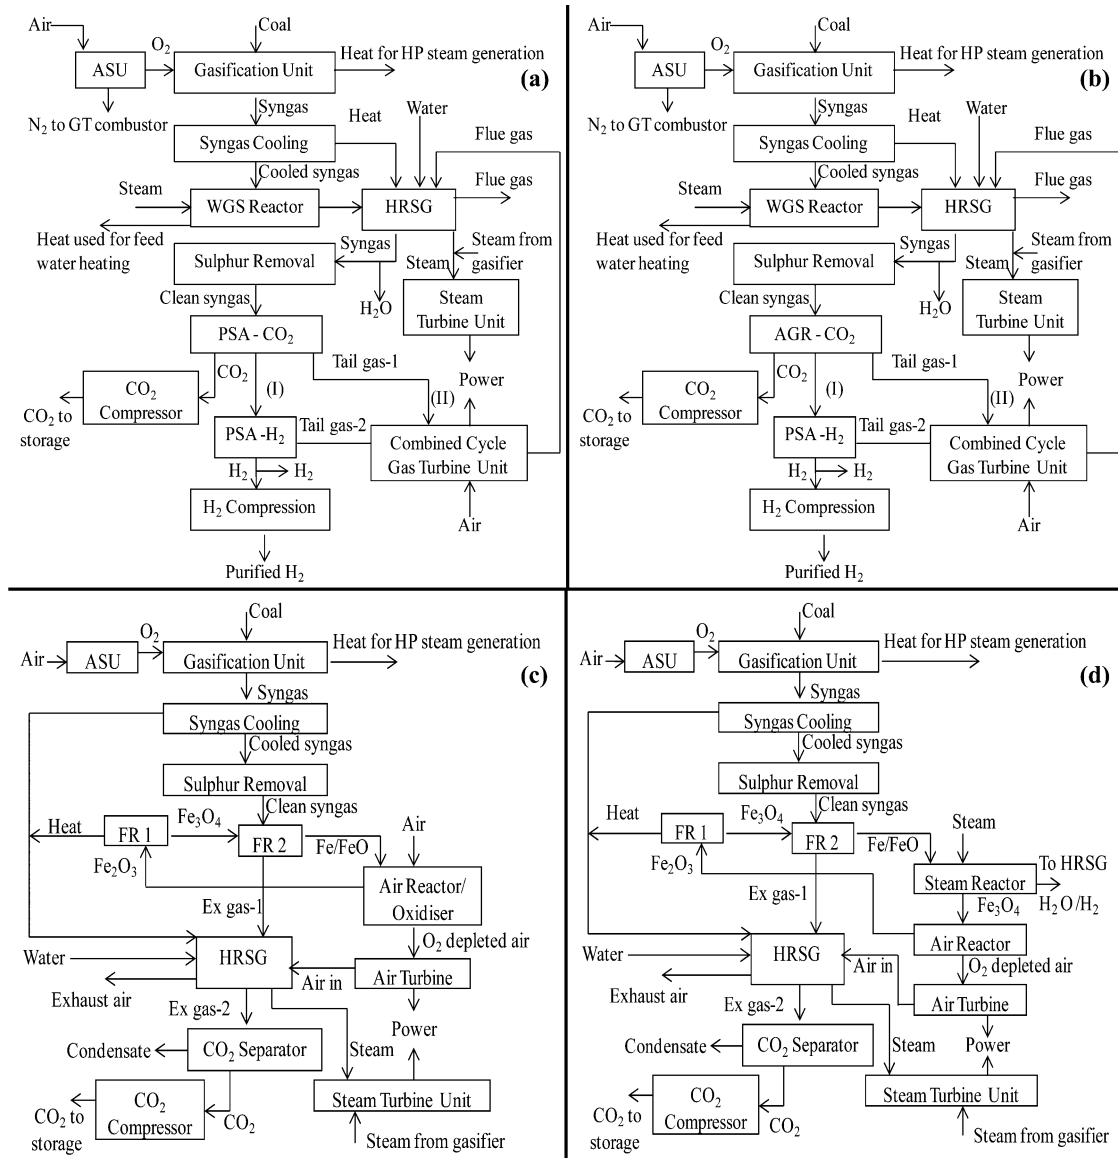 Air
Coal
O2
Heat for HP steam generation
ASU
Gasification Unit
(a)
Syngas
Water
N2 to GT combustor
Heat
Flue gas
Syngas Cooling
Cooled syngas
Steam
Flue gas
WGS Reactor
HRSG
Heat used for feed
water heating
Syngas
Steam from
gasifier
Sulphur Removal
Steam
Clean syngas
H2O
Steam
Turbine Unit
PSA - CO2
Tail gas-1
CO2
(I)
Power
CO2
Compressor
(II)
CO2 to
storage
PSA -H2
Tail gas-2
Combined Cycle
Gas Turbine Unit
H2
H2
H2 Compression
Air
Purified H2
Air
Coal
O2
Heat for HP steam generation
ASU
Gasification Unit
(b)
Syngas
Water
N2 to GT combustor
Heat
Flue gas
Syngas Cooling
Cooled syngas
Steam
Flue gas
WGS Reactor
HRSG
Heat used for feed
water heating
Syngas
Steam from
gasifier
Sulphur Removal
Steam
Clean syngas
H2O
Steam
Turbine Unit
AGR - CO2
Tail gas-1
CO2
(I)
Power
CO2
Compressor
(II)
CO2 to
storage
PSA -H2
Tail gas-2
Combined Cycle
Gas Turbine Unit
H2
H2
H2 Compression
Air
Purified H2
Coal
O2
Heat for HP steam generation
Air
ASU
Gasification Unit
(c)
Syngas
Syngas Cooling
Cooled syngas
Sulphur Removal
Clean syngas
Fe3O4
Air
Heat
FR 1
FR 2
Fe/FeO
Fe2O3
Air Reactor/
Oxidiser
Ex gas-1
O2 depleted air
Water
HRSG
Air in
Air Turbine
Exhaust air
Ex gas-2
Power
Condensate
CO2 Separator
Steam
CO2
Compressor
Steam Turbine Unit
CO2 to
storage
CO2
Steam from gasifier
Coal
O2
Heat for HP steam generation
Air
ASU
Gasification Unit
(d)
Syngas
Syngas Cooling
Cooled syngas
Sulphur Removal
Clean syngas
Fe3O4
Steam
Heat
FR 1
FR 2
Fe/FeO
To HRSG
Fe2O3
Steam Reactor
H2O /H2
Ex gas-1
Fe3O4
Air Reactor
O2 depleted air
Water
HRSG
Air in
Exhaust air
Ex gas-2
Air Turbine
Condensate
CO2 Separator
Steam
Power
CO2
Compressor
Steam Turbine Unit
CO2 to
storage
CO2
Steam from gasifier